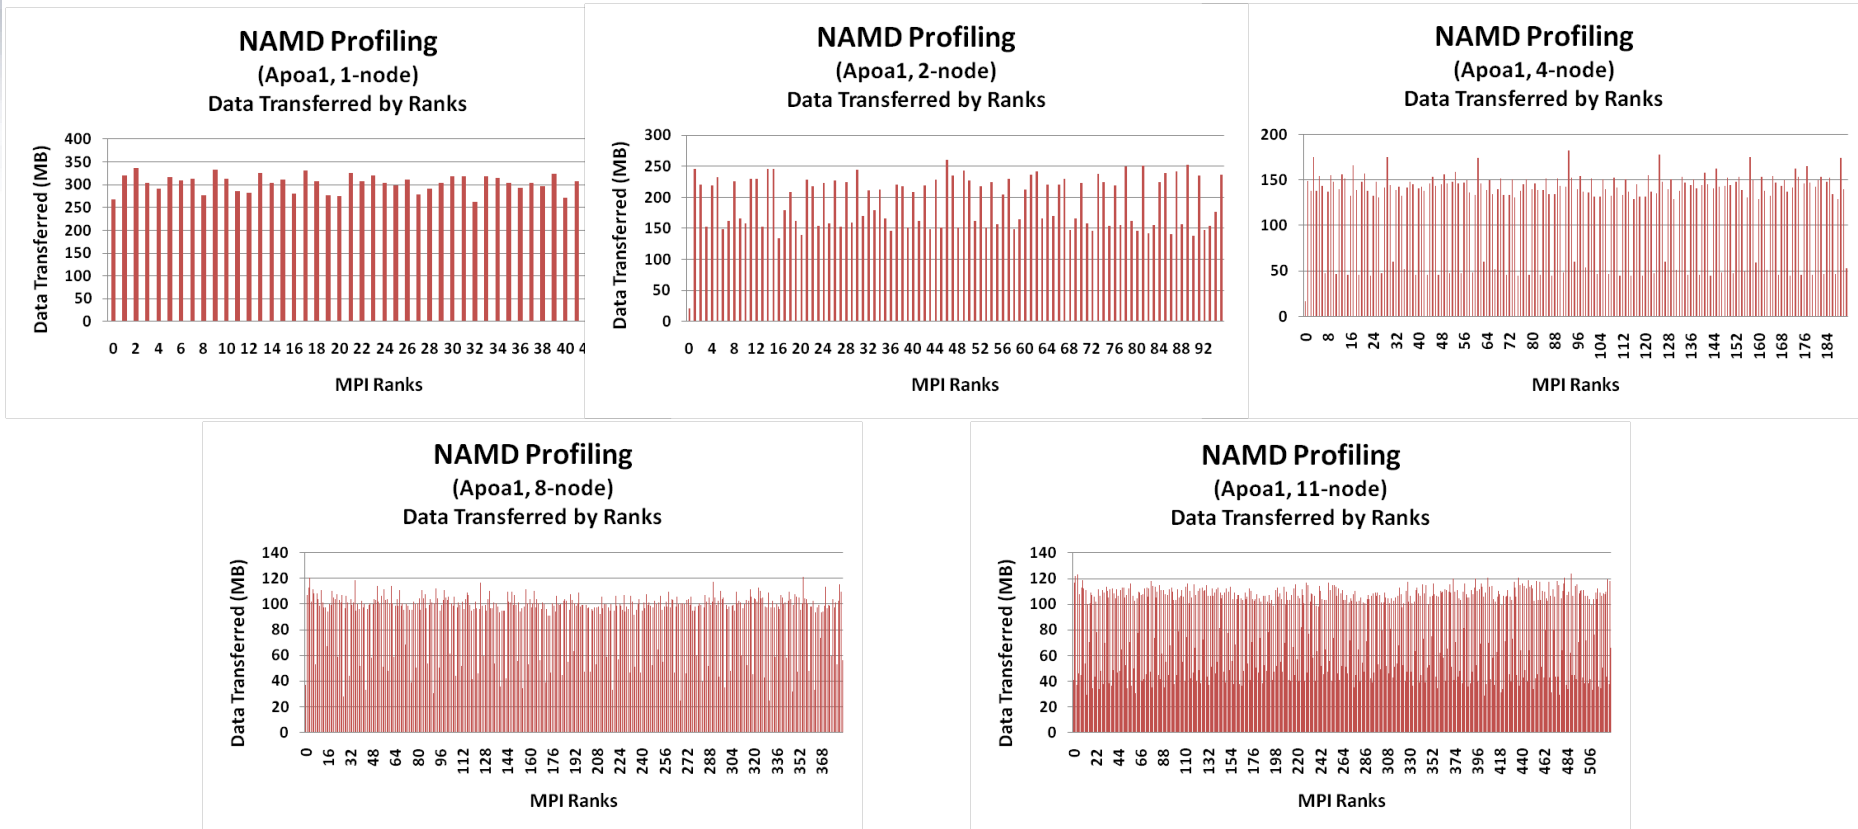 NAMD Profiling
(Apoa1, 1-node)
Data Transferred by Ranks
Data Transferred (MB)
400
350
300
250
200
150
100
50
0
0 2 4 6 8 10 12 14 16 18 20 22 24 26 28 30 32 34 36 38 40 4
MPI Ranks
NAMD Profiling
(Apoa1, 2-node)
Data Transferred by Ranks
Data Transferred (MB)
300
250
200
150
100
50
0
0 4 8 12 16 20 24 28 32 36 40 44 48 52 56 60 64 68 72 76 80 84 88 92
MPI Ranks
NAMD Profiling
(Apoa1, 4-node)
Data Transferred by Ranks
Data Transferred (MB)
200
150
100
50
0
0 8 16 24 32 40 48 56 64 72 80 88 96 104 112 120 128 136 144 152 160 168 176 184
MPI Ranks
NAMD Profiling
(Apoa1, 8-node)
Data Transferred by Ranks
Data Transferred (MB)
140
120
100
80
60
40
20
0
0 16 32 48 64 80 96 112 128 144 160 176 192 208 224 240 256 272 288 304 320 336 352 368
MPI Ranks
NAMD Profiling
(Apoa1, 11-node)
Data Transferred by Ranks
Data Transferred (MB)
140
120
100
80
60
40
20
0
0 22 44 66 88 110 132 154 176 198 220 242 264 286 308 330 352 374 396 418 440 462 484 506
MPI Ranks